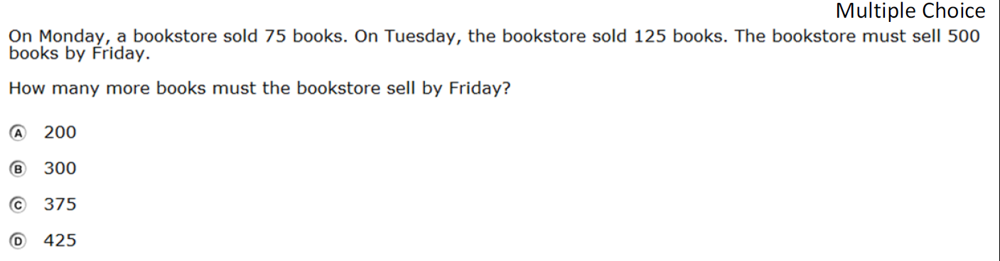 Multiple Choice
On Monday, a bookstore sold 75 books. On Tuesday, the bookstore sold 125 books. The bookstore must sell 500
books by Friday.
How many more books must the bookstore sell by Friday?
A 200
B 300
C 375
D 425